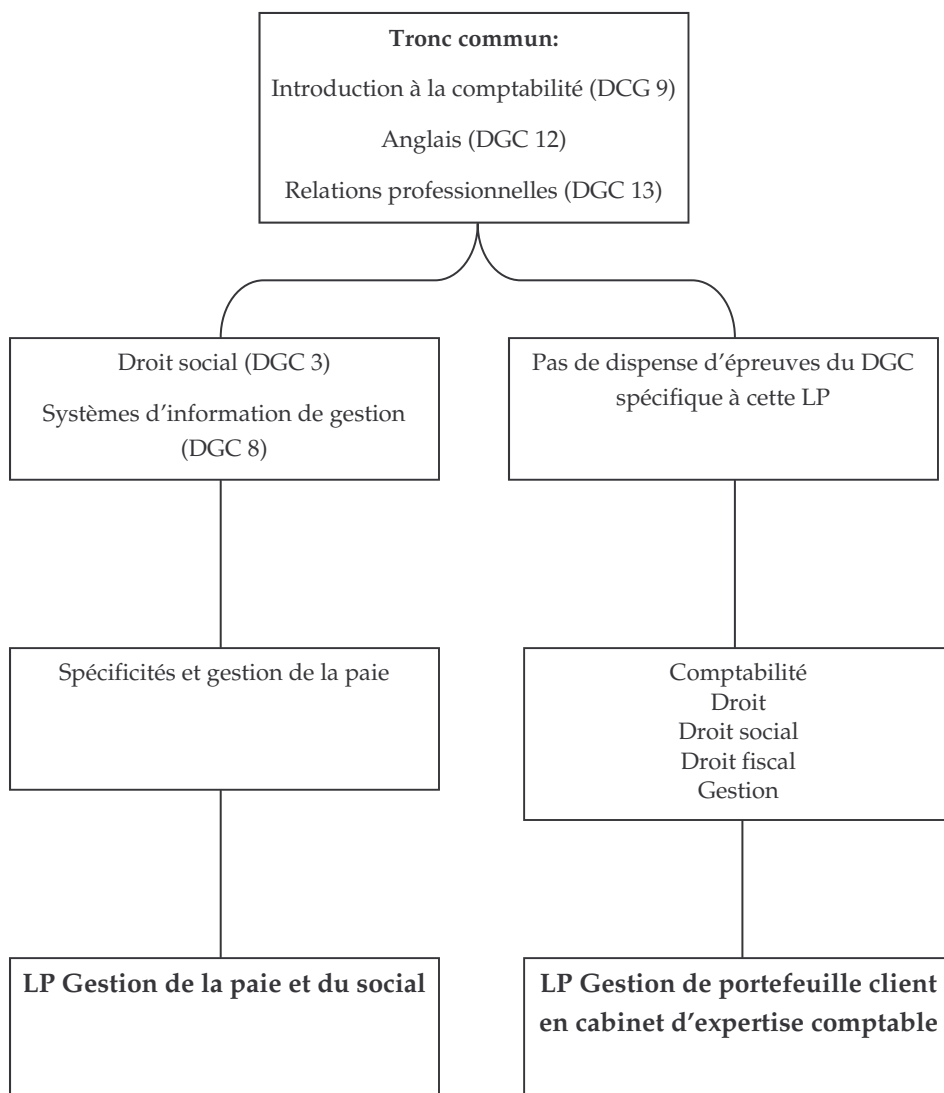 Tronc commun:
Introduction à la comptabilité (DCG 9)
Anglais (DGC 12)
Relations professionnelles (DGC 13)
Droit social (DGC 3)
Systèmes d’information de gestion
(DGC 8)
Pas de dispense d’épreuves du DGC
spécifique à cette LP
Spécificités et gestion de la paie
Comptabilité
Droit
Droit social
Droit fiscal
Gestion
LP Gestion de la paie et du social
LP Gestion de portefeuille client
en cabinet d’expertise comptable